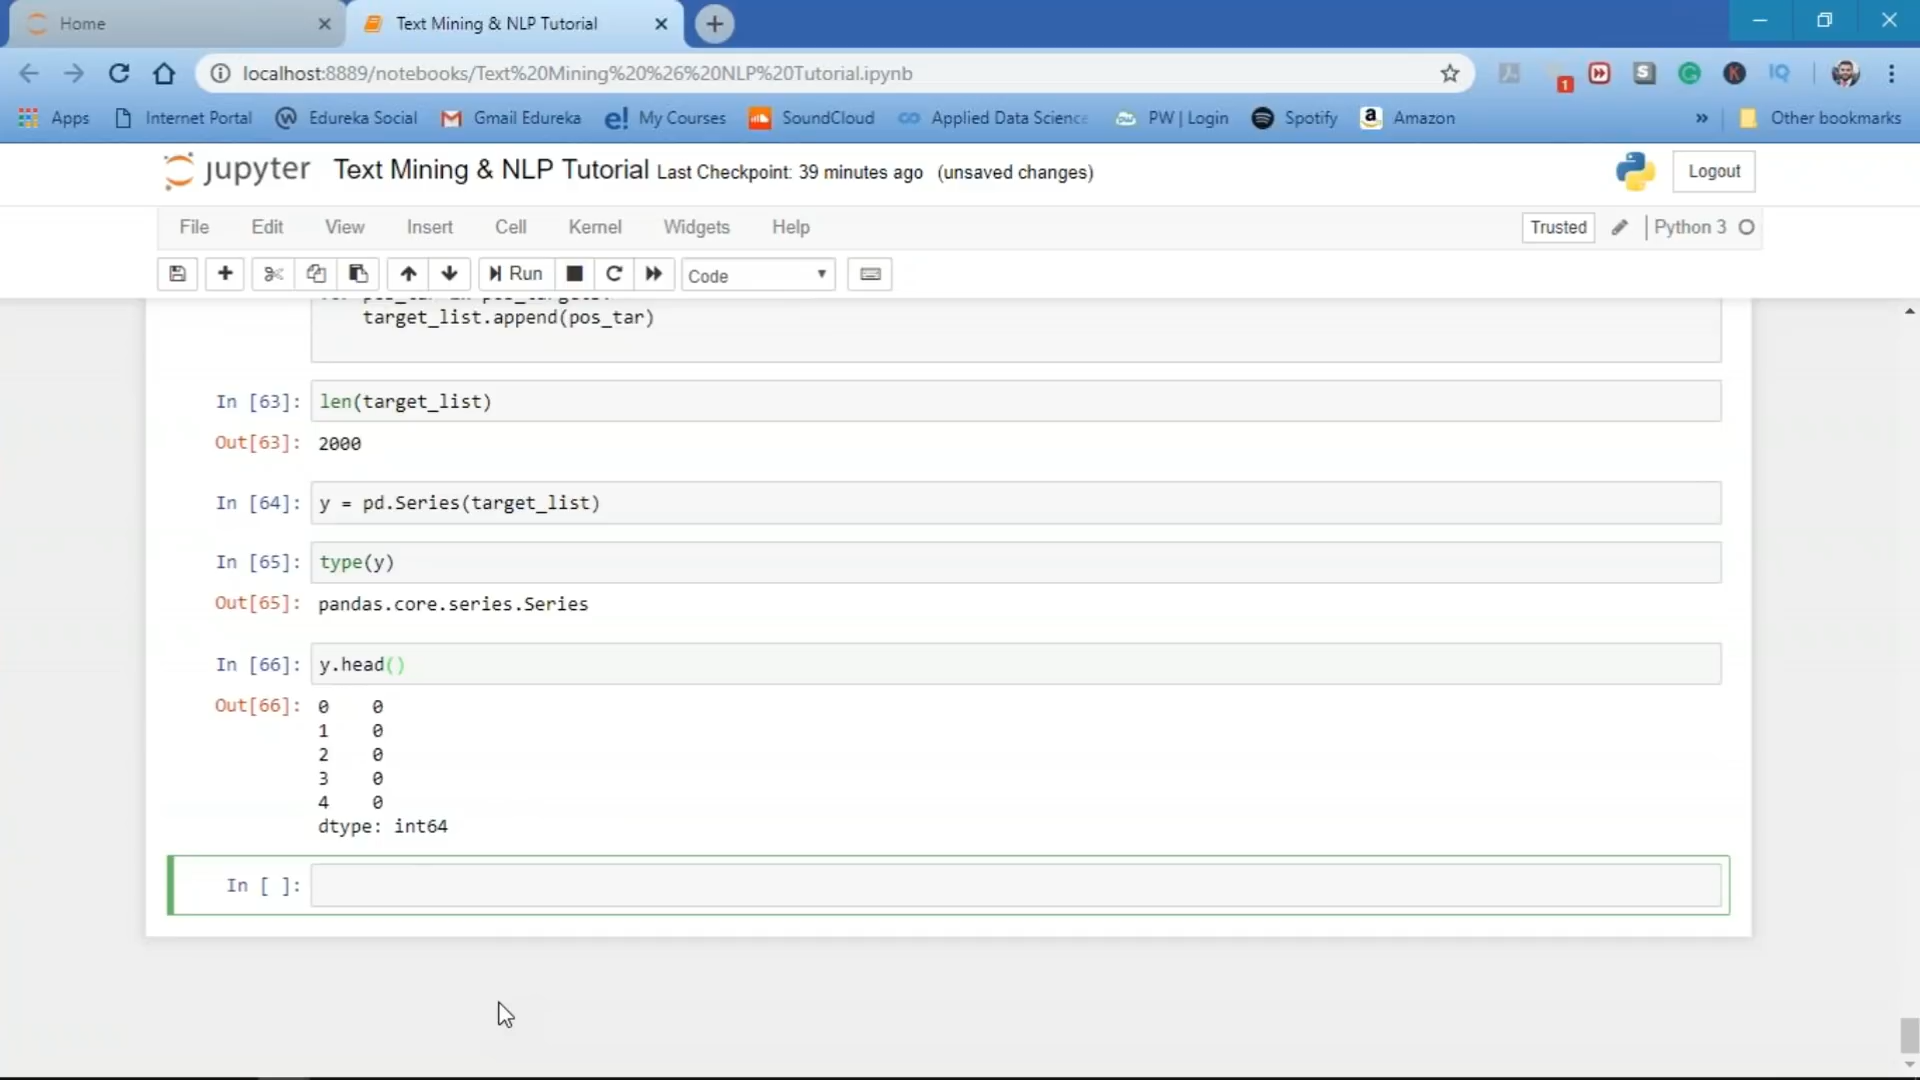 Home
Text Mining & NLP Tutorial
localhost:8889/notebooks/Text%20Mining%20%26%20NLP%20Tutorial.ipynb
1
S
K
IQ
Apps
Internet Portal
Edureka Social
Gmail Edureka
e! My Courses
SoundCloud
Applied Data Science
PW | Login
Spotify
Amazon
»
Other bookmarks
jupyter Text Mining & NLP Tutorial Last Checkpoint: 39 minutes ago (unsaved changes)
Logout
File Edit View Insert Cell Kernel Widgets Help
Trusted
Python 3
Run
Code
target_list.append(pos_tar)
In [63]: len(target_list)
Out[63]: 2000
In [64]: y = pd.Series(target_list)
In [65]: type(y)
Out[65]: pandas.core.series.Series
In [66]: y.head()
Out[66]: 0 0
1 0
2 0
3 0
4 0
dtype: int64
In [ ]: